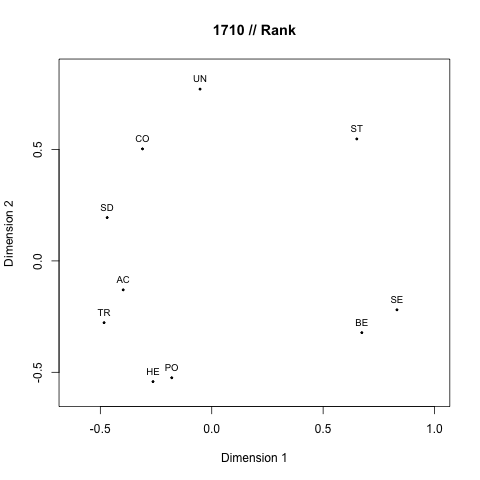 1710 // Rank
UN
ST
CO
SD
AC
SE
TR
BE
HE PO
0.5
0.0
-0.5
Dimension 2
-0.5 0.0 0.5 1.0
Dimension 1